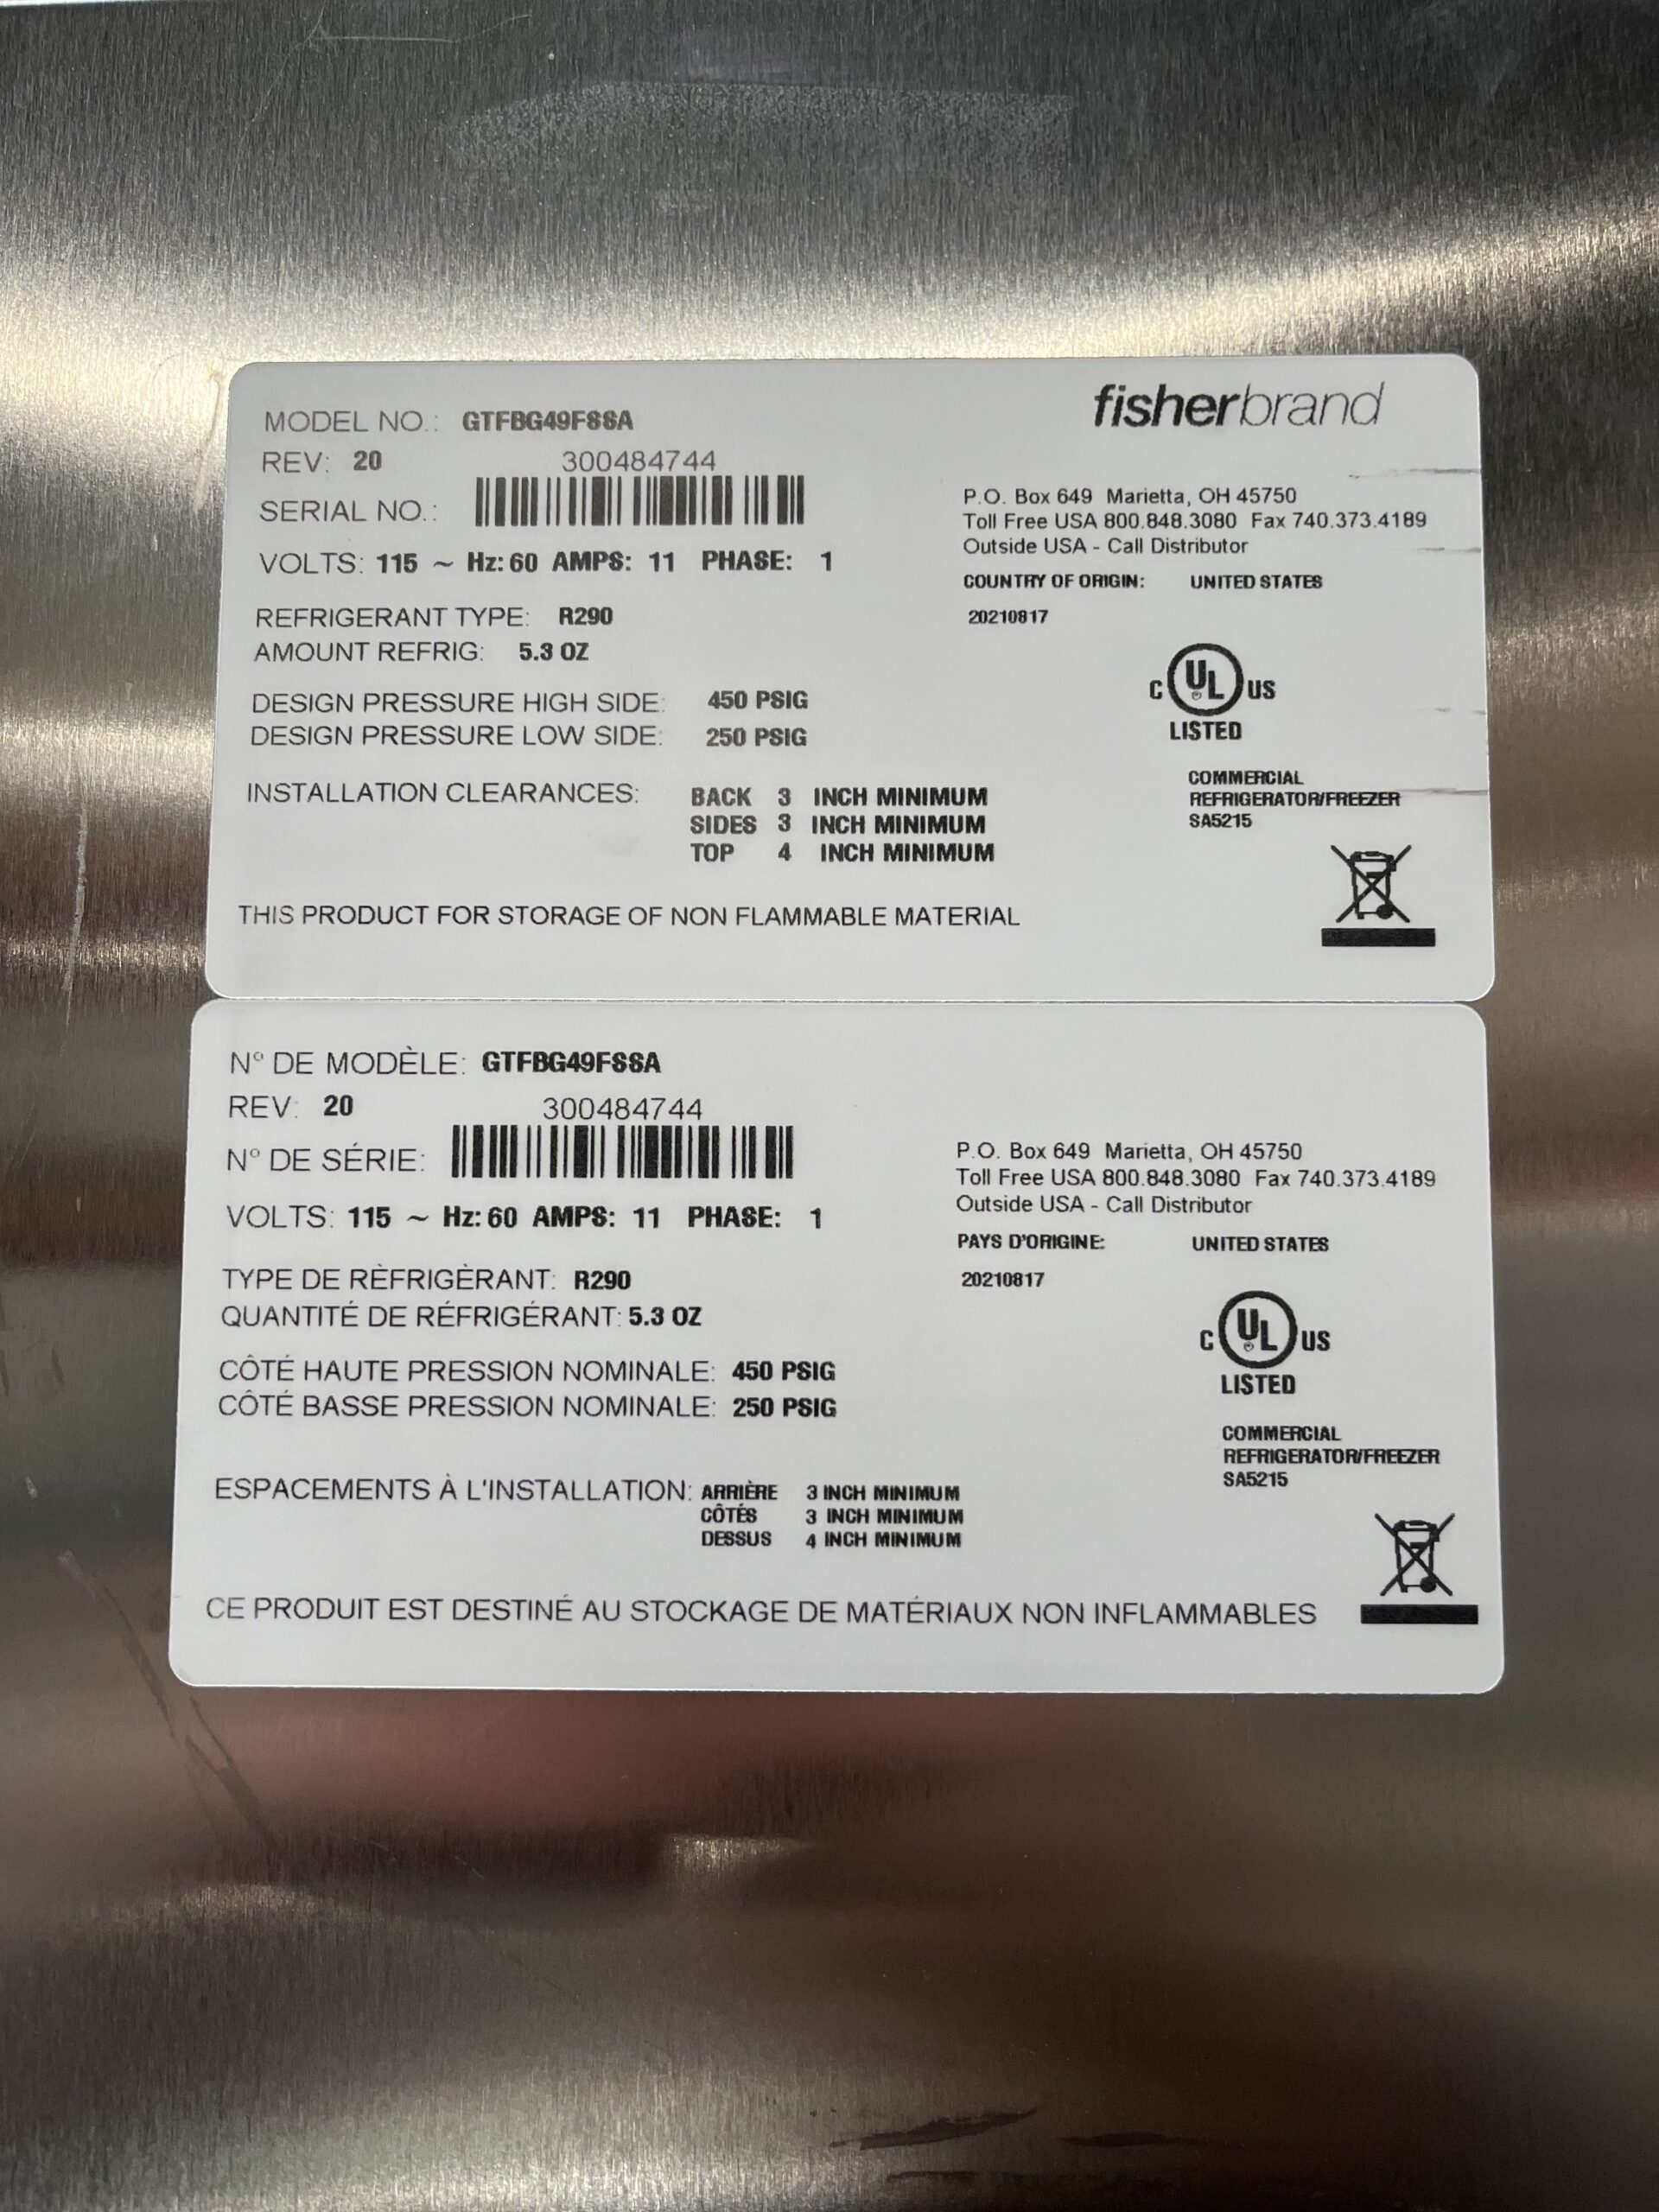 fisherbrand
MODEL NO.: GTFBG49FSSA
REV: 20
300484744
SERIAL NO.:
VOLTS: 115 ~ Hz: 60 AMPS: 11 PHASE: 1
REFRIGERANT TYPE: R290
AMOUNT REFRIG: 5.3 OZ
DESIGN PRESSURE HIGH SIDE: 450 PSIG
DESIGN PRESSURE LOW SIDE: 250 PSIG
INSTALLATION CLEARANCES: BACK 3 INCH MINIMUM
SIDES 3 INCH MINIMUM
TOP 4 INCH MINIMUM
THIS PRODUCT FOR STORAGE OF NON FLAMMABLE MATERIAL
P.O. Box 649 Marietta, OH 45750
Toll Free USA 800.848.3080 Fax 740.373.4189
Outside USA - Call Distributor
COUNTRY OF ORIGIN: UNITED STATES
20210817
C UL US
LISTED
COMMERCIAL
REFRIGERATOR/FREEZER
SA5215
N° DE MODÈLE: GTFBG49FSSA
REV: 20
300484744
N° DE SÉRIE:
VOLTS: 115 ~ Hz: 60 AMPS: 11 PHASE: 1
TYPE DE RÈFRIGÈRANT: R290
QUANTITÉ DE RÉFRIGÉRANT: 5.3 OZ
CÔTÉ HAUTE PRESSION NOMINALE: 450 PSIG
CÔTÉ BASSE PRESSION NOMINALE: 250 PSIG
ESPACEMENTS À L'INSTALLATION: ARRIÈRE 3 INCH MINIMUM
CÔTÉS 3 INCH MINIMUM
DESSUS 4 INCH MINIMUM
CE PRODUIT EST DESTINÉ AU STOCKAGE DE MATÉRIAUX NON INFLAMMABLES
P.O. Box 649 Marietta, OH 45750
Toll Free USA 800.848.3080 Fax 740.373.4189
Outside USA - Call Distributor
PAYS D'ORIGINE: UNITED STATES
20210817
C UL US
LISTED
COMMERCIAL
REFRIGERATOR/FREEZER
SA5215